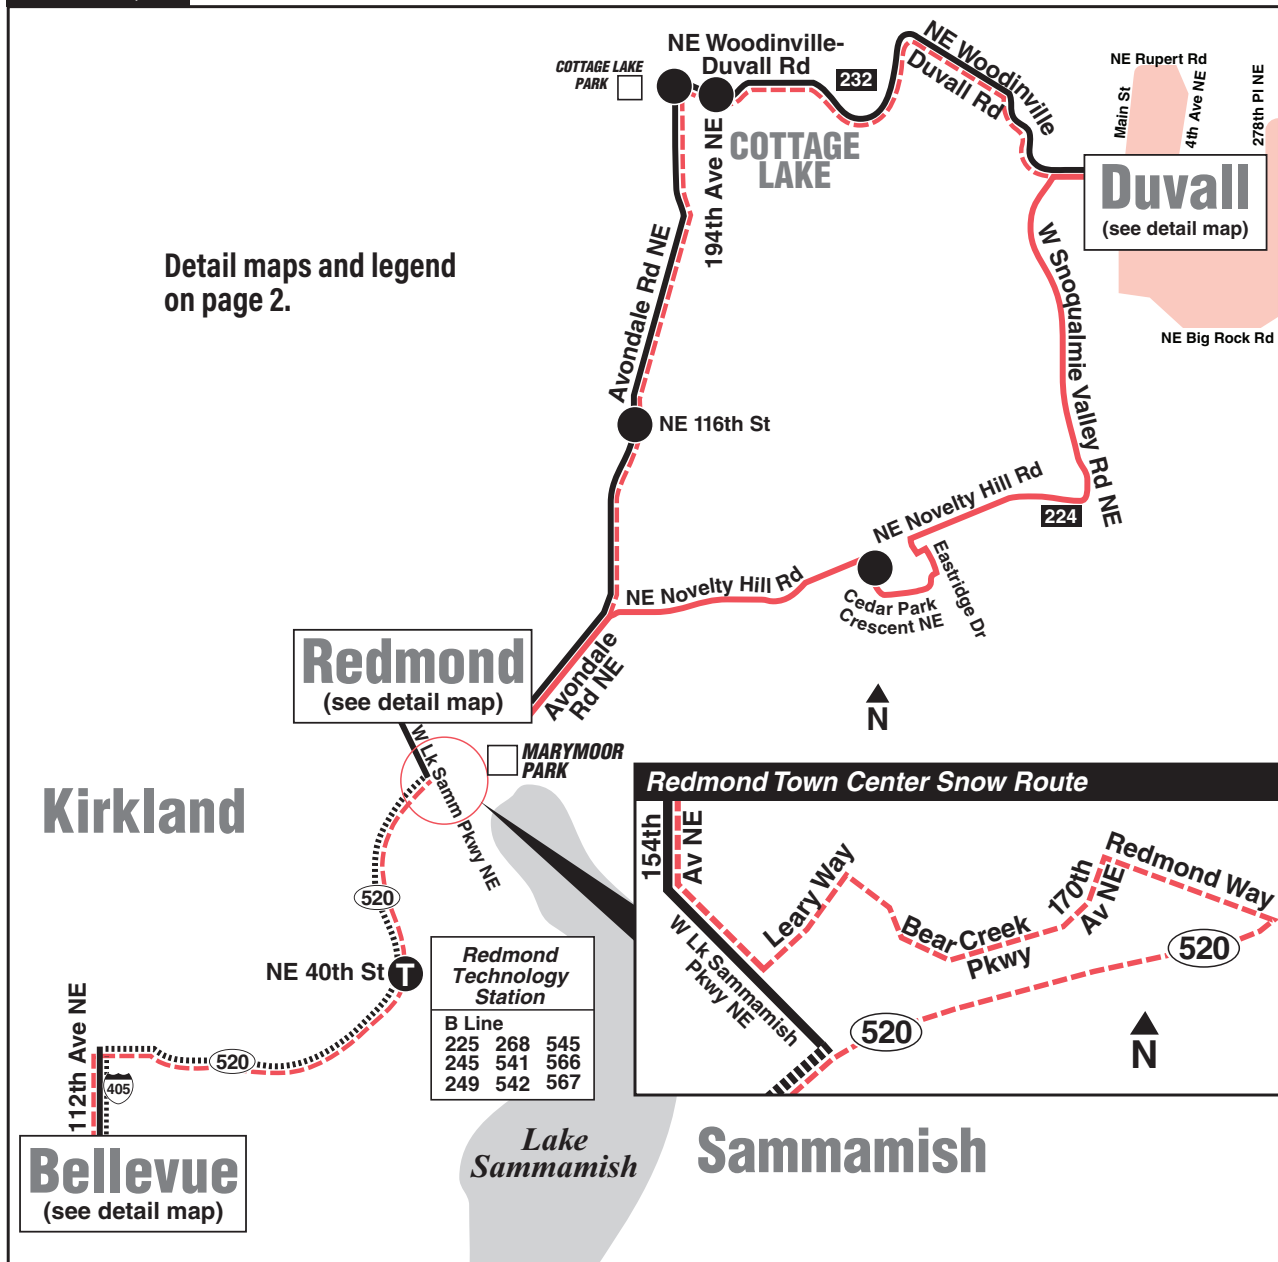 NE Woodinville-
Duvall Rd
COTTAGE LAKE
PARK
232
NE Woodinville
Duvall Rd
NE Rupert Rd
Main St
4th Ave NE
278th Pl NE
COTTAGE
LAKE
194th Ave NE
Duvall
(see detail map)
NE Big Rock Rd
Detail maps and legend
on page 2.
Avondale Rd NE
W Snoqualmie Valley Rd NE
NE 116th St
NE Novelty Hill Rd
224
NE Novelty Hill Rd
Eastridge Dr
Cedar Park
Crescent NE
Redmond
(see detail map)
Avondale
Rd NE
N
W Lk Samm Pkwy NE
MARYMOOR
PARK
Kirkland
520
NE 40th St
T
Redmond
Technology
Station
B Line
225 268 545
245 541 566
249 542 567
112th Ave NE
520
405
Bellevue
(see detail map)
Lake
Sammamish
Sammamish
Redmond Town Center Snow Route
154th
Av NE
Leary Way
Bear Creek
Pkwy
170th
Av NE
Redmond Way
520
W Lk Sammamish
Pkwy NE
520
N